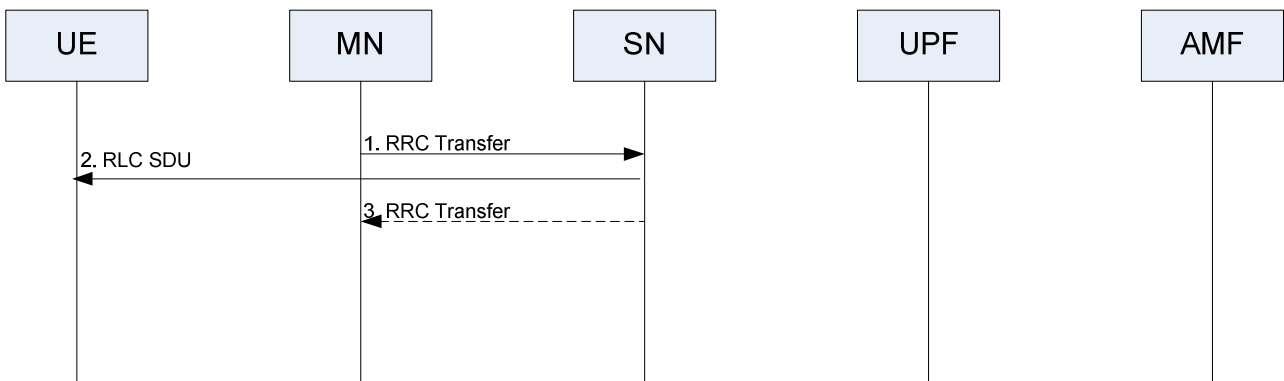 UE
MN
SN
UPF
AMF
1. RRC Transfer
2. RLC SDU
3. RRC Transfer